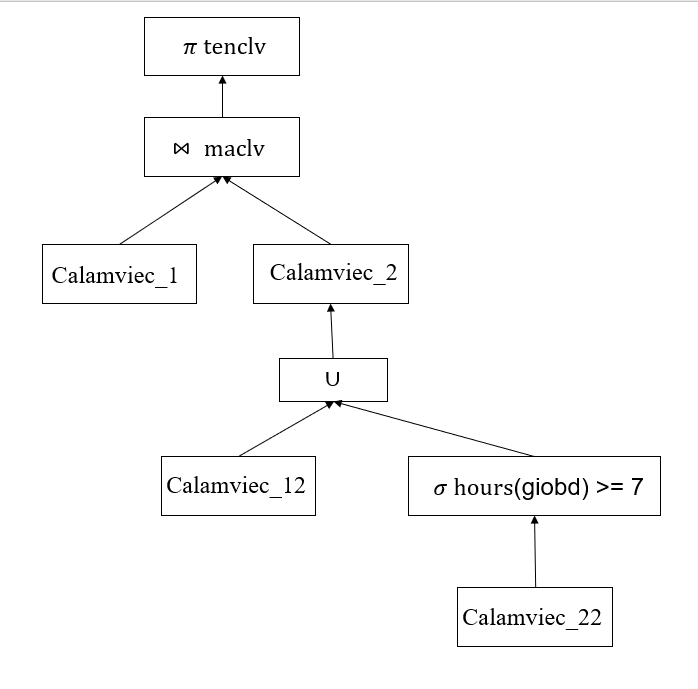 π tenclv
⋈ maclv
Calamviec_1
Calamviec_2
U
Calamviec_12
σ hours(giobd) >= 7
Calamviec_22